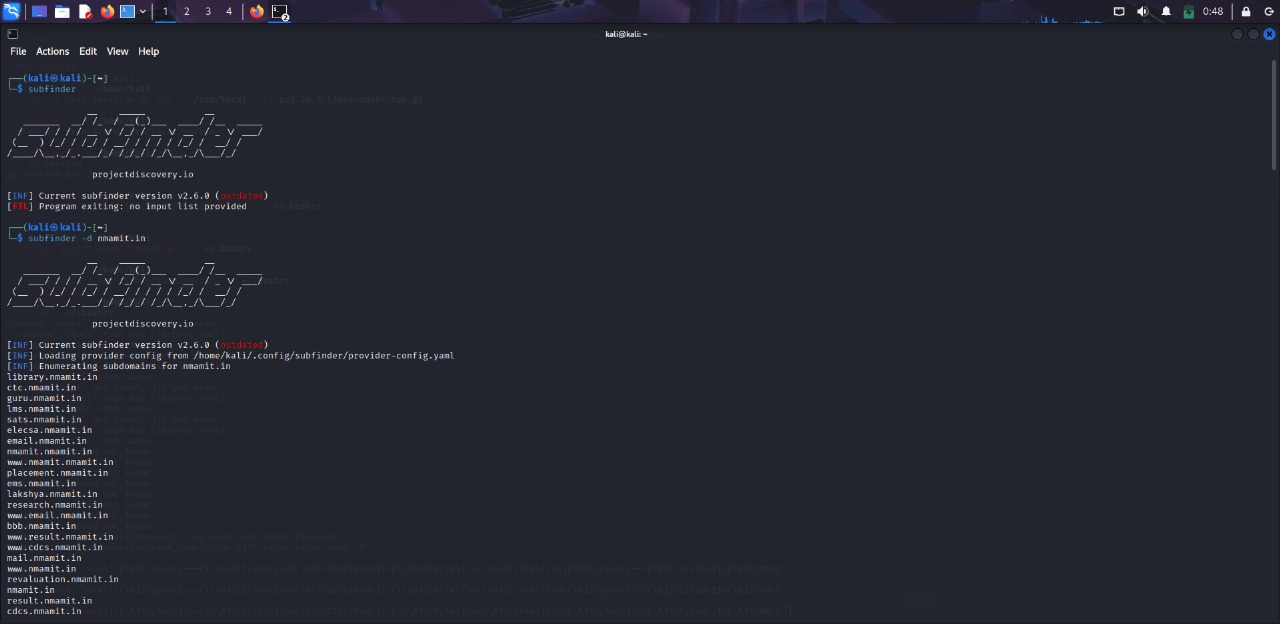 1 2 3 4 2 0:48
kali@kali: ~
File Actions Edit View Help
┌──(kali㉿kali)-[~]
└─$ subfinder
subfinder
projectdiscovery.io
[INF] Current subfinder version v2.6.0 (outdated)
[FTL] Program exiting: no input list provided
┌──(kali㉿kali)-[~]
└─$ subfinder -d nmamit.in
subfinder
projectdiscovery.io
[INF] Current subfinder version v2.6.0 (outdated)
[INF] Loading provider config from /home/kali/.config/subfinder/provider-config.yaml
[INF] Enumerating subdomains for nmamit.in
library.nmamit.in
ctc.nmamit.in
guru.nmamit.in
lms.nmamit.in
sats.nmamit.in
elecsa.nmamit.in
email.nmamit.in
nmamit.nmamit.in
www.nmamit.nmamit.in
placement.nmamit.in
ems.nmamit.in
lakshya.nmamit.in
research.nmamit.in
www.email.nmamit.in
bbb.nmamit.in
www.result.nmamit.in
www.cdcs.nmamit.in
mail.nmamit.in
www.nmamit.in
revaluation.nmamit.in
nmamit.in
result.nmamit.in
cdcs.nmamit.in